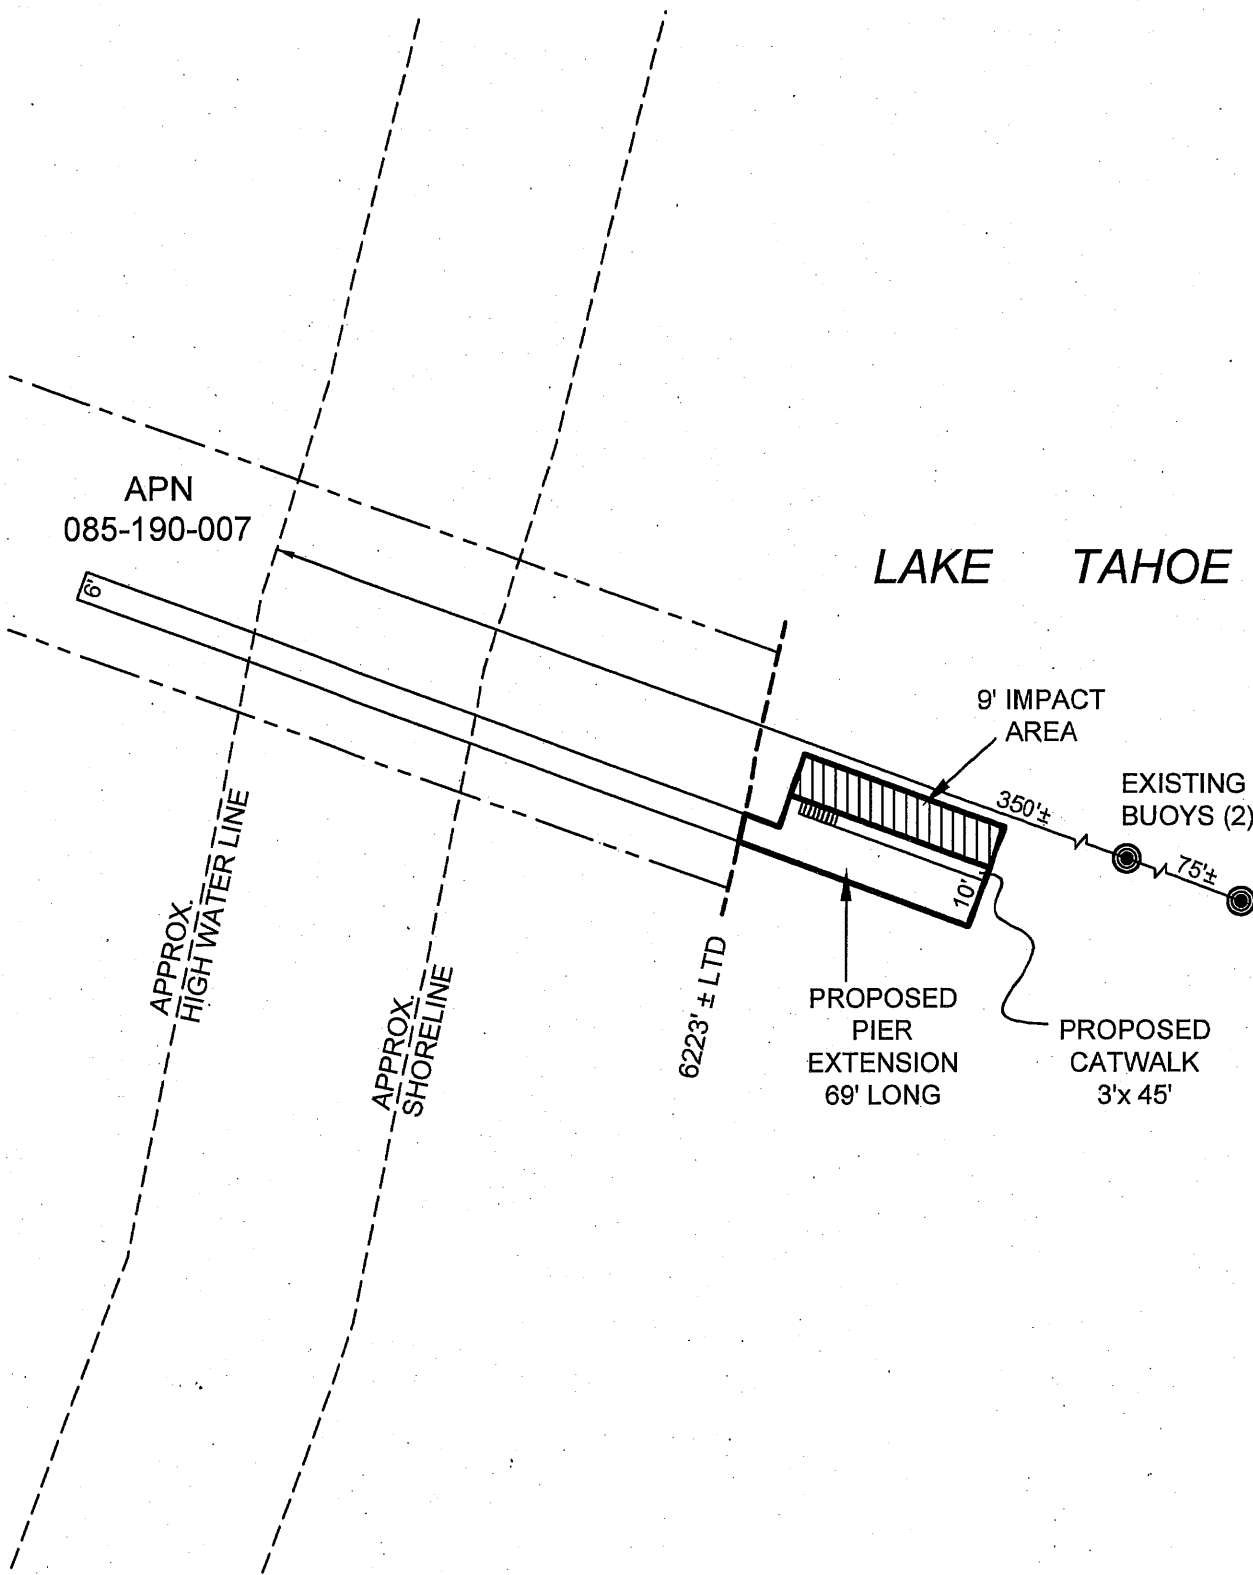 APN
085-190-007
6'
LAKE TAHOE
9' IMPACT
AREA
EXISTING
BUOYS (2)
350'±
75'±
10'
APPROX.
HIGH WATER LINE
APPROX.
SHORELINE
6223' ± LTD
PROPOSED
PIER
EXTENSION
69' LONG
PROPOSED
CATWALK
3'x 45'